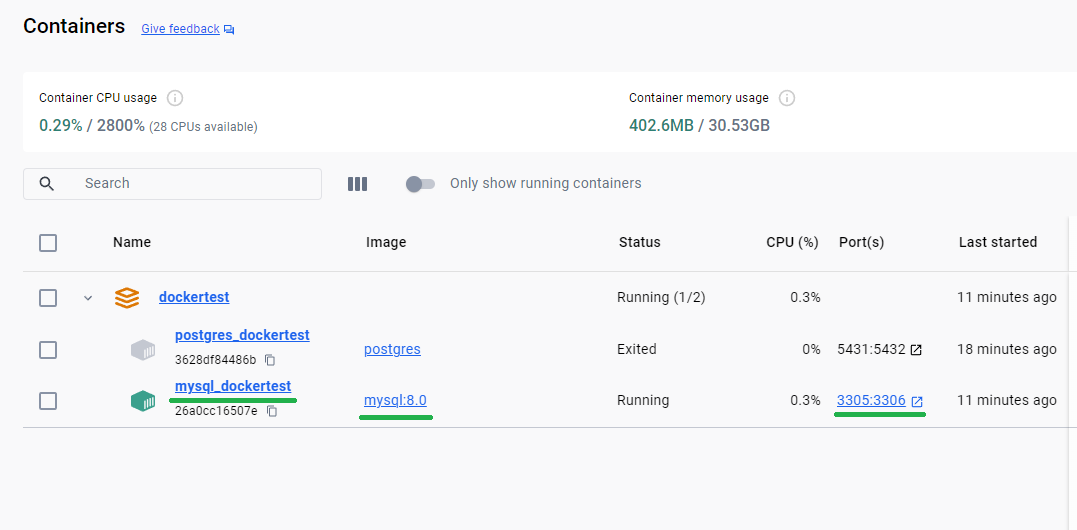 Containers Give feedback
Container CPU usage
0.29% / 2800% (28 CPUs available)
Container memory usage
402.6MB / 30.53GB
Search
Only show running containers
Name Image Status CPU (%) Port(s) Last started
dockertest Running (1/2) 0.3% 11 minutes ago
postgres_dockertest
3628df84486b
postgres Exited 0% 5431:5432 18 minutes ago
mysql_dockertest
26a0cc16507e
mysql:8.0 Running 0.3% 3305:3306 11 minutes ago